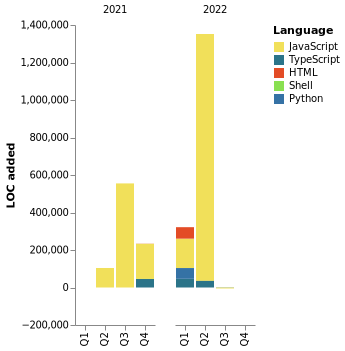 2021 2022
1,400,000
1,200,000
1,000,000
800,000
600,000
400,000
200,000
0
−200,000
LOC added
Q1 Q2 Q3 Q4 Q1 Q2 Q3 Q4
Language
JavaScript
TypeScript
HTML
Shell
Python